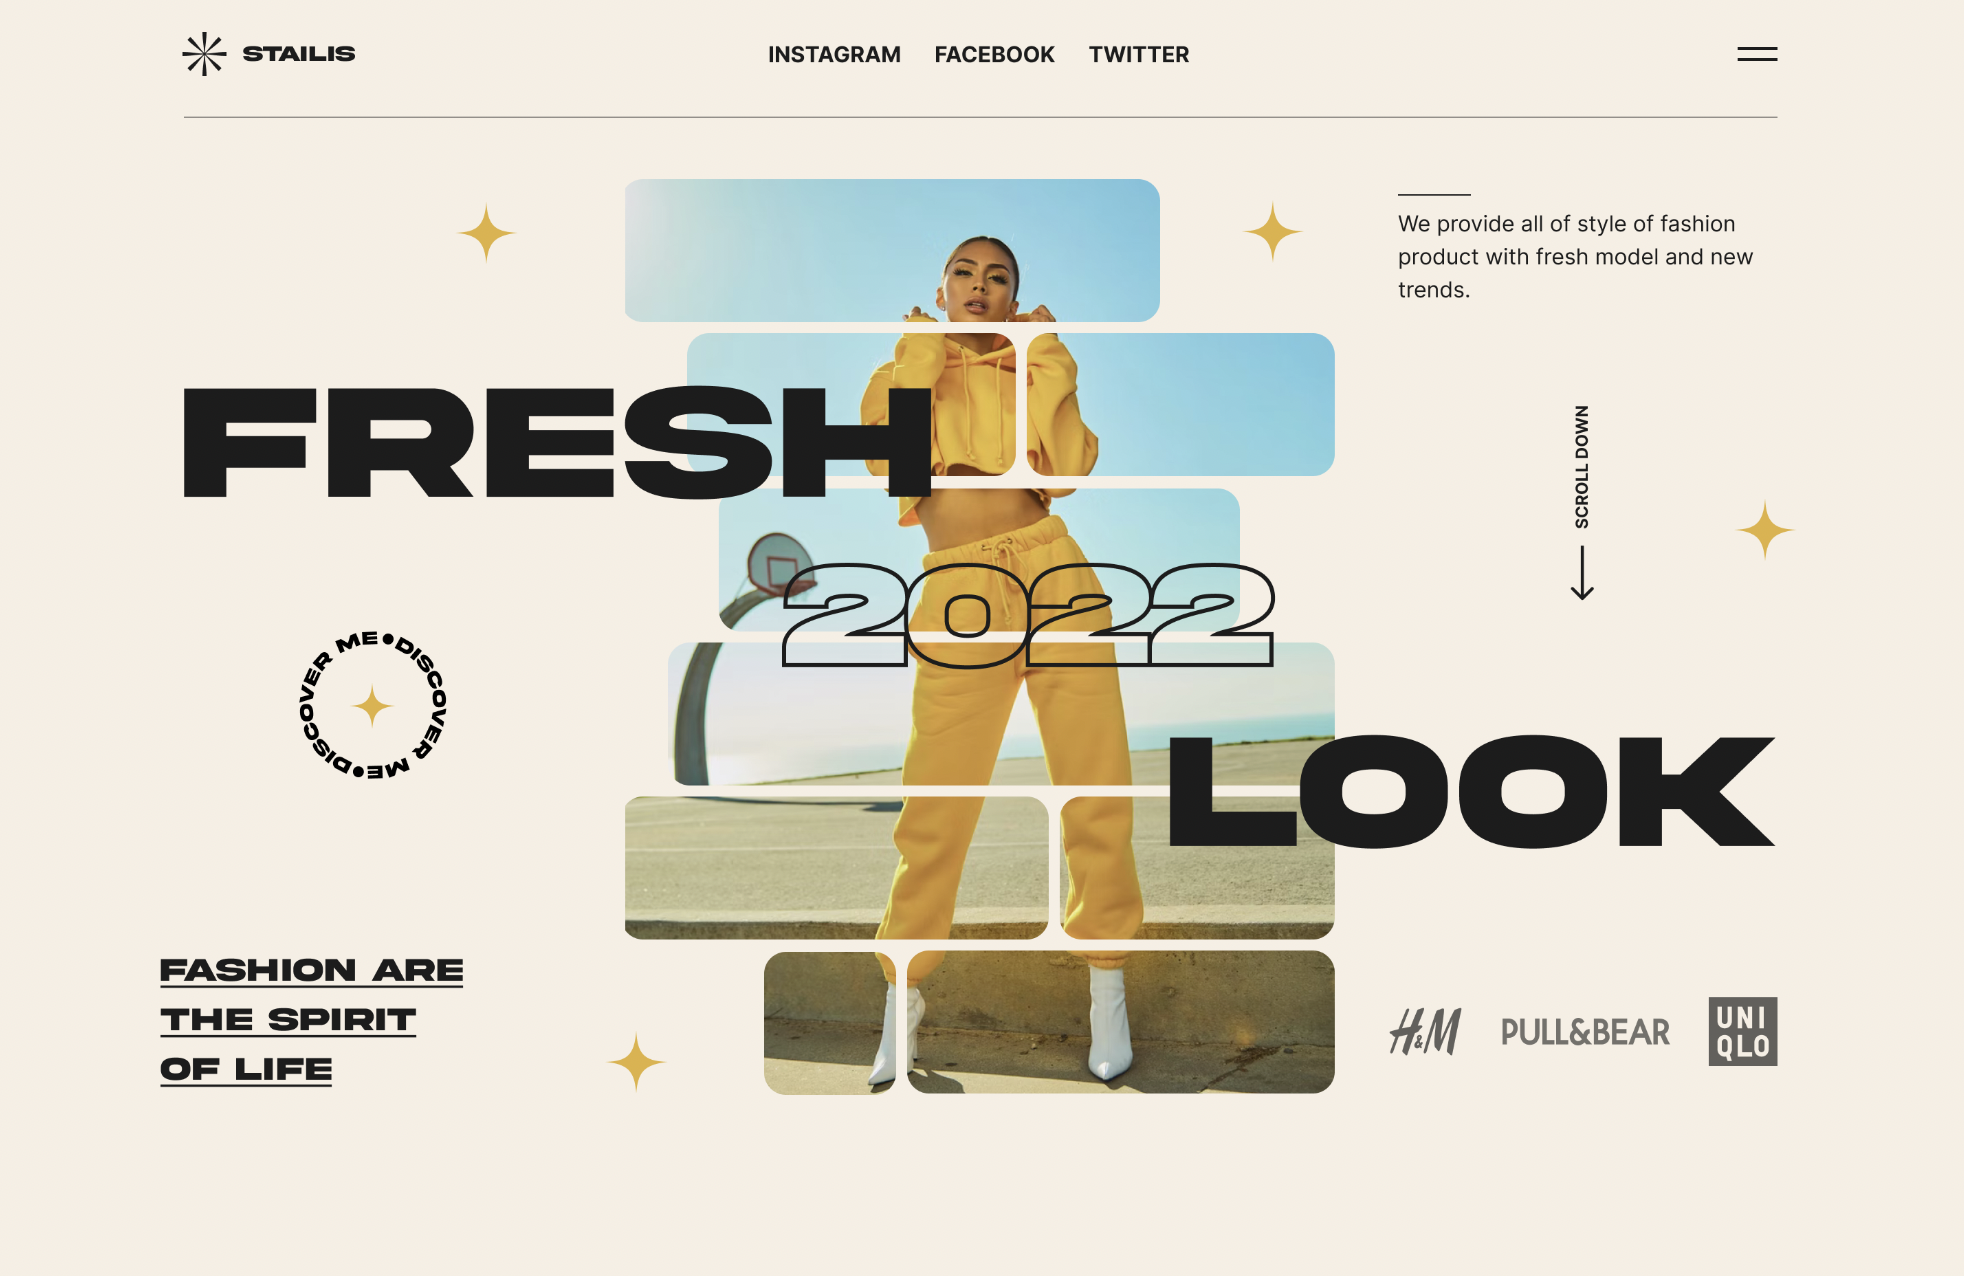 STAILIS
INSTAGRAM FACEBOOK TWITTER
We provide all of style of fashion
product with fresh model and new
trends.
FRESH
SCROLL DOWN
2022
DISCOVER ME•DISCOVER ME•
LOOK
FASHION ARE
THE SPIRIT
OF LIFE
H&M PULL&BEAR UNI
QLO